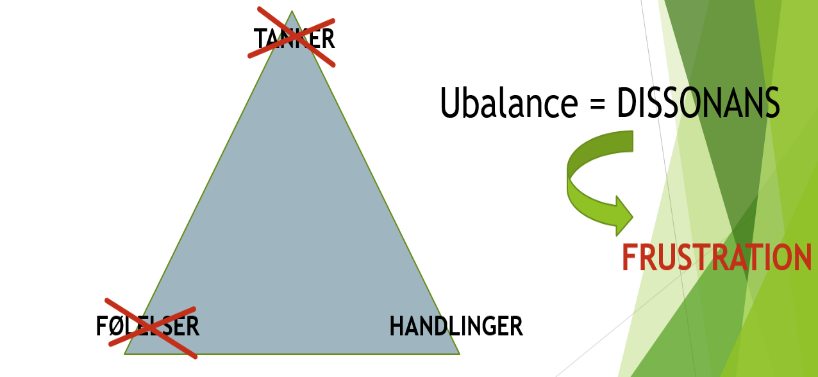 TANKER
Ubalance = DISSONANS
FRUSTRATION
FØLELSER
HANDLINGER